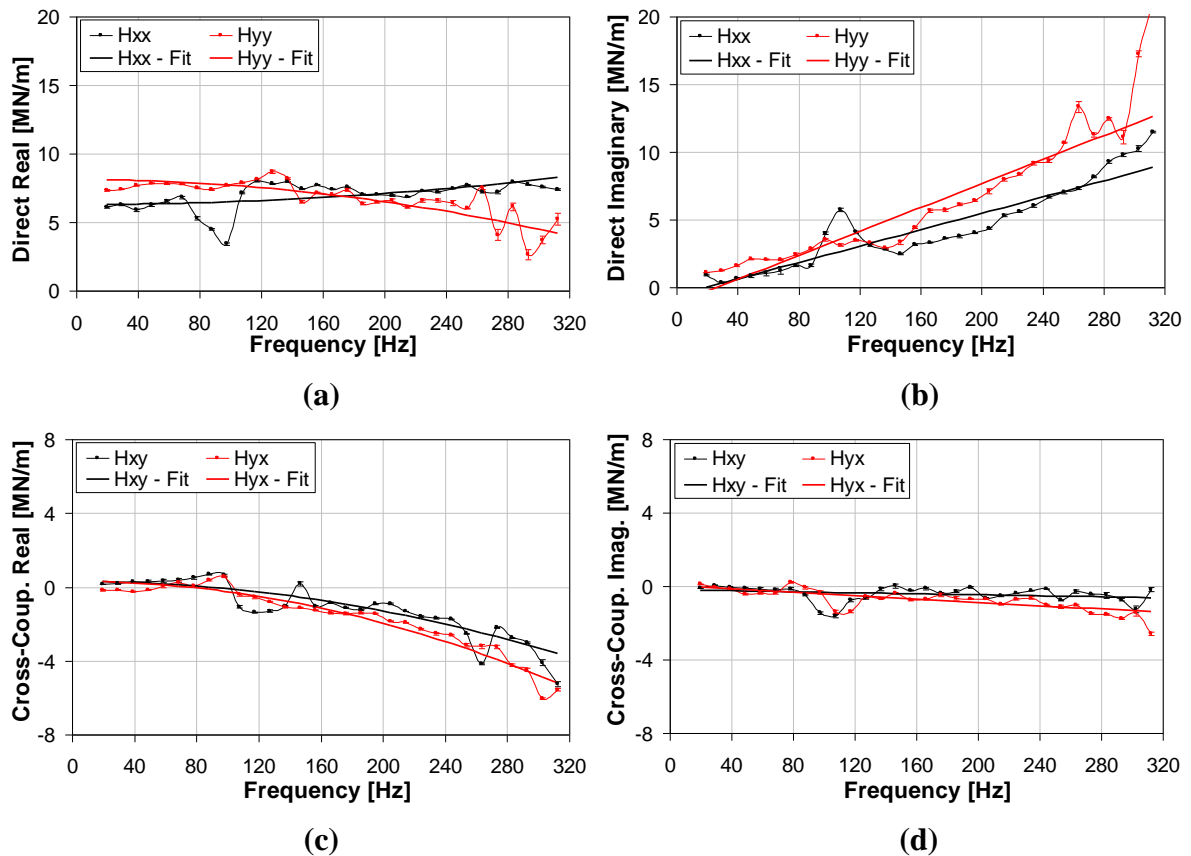 Direct Real [MN/m]
20
15
10
5
0
Hxx
Hyy
Hxx - Fit
Hyy - Fit
0 40 80 120 160 200 240 280 320
Frequency [Hz]
(a)
Direct Imaginary [MN/m]
20
15
10
5
0
Hxx
Hyy
Hxx - Fit
Hyy - Fit
0 40 80 120 160 200 240 280 320
Frequency [Hz]
(b)
Cross-Coup. Real [MN/m]
8
4
0
-4
-8
Hxy
Hyx
Hxy - Fit
Hyx - Fit
0 40 80 120 160 200 240 280 320
Frequency [Hz]
(c)
Cross-Coup. Imag. [MN/m]
8
4
0
-4
-8
Hxy
Hyx
Hxy - Fit
Hyx - Fit
0 40 80 120 160 200 240 280 320
Frequency [Hz]
(d)